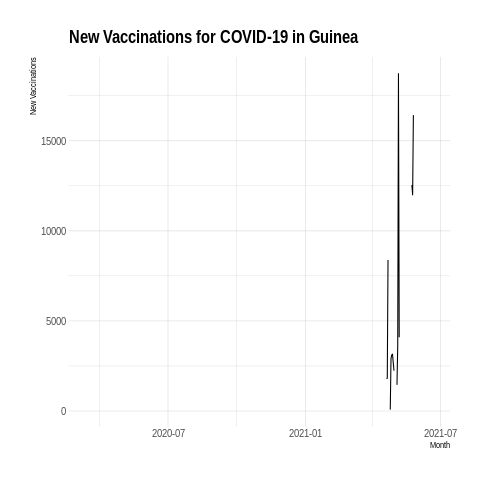 New Vaccinations for COVID-19 in Guinea
New Vaccinations
15000
10000
5000
0
2020-07
2021-01
2021-07
Month